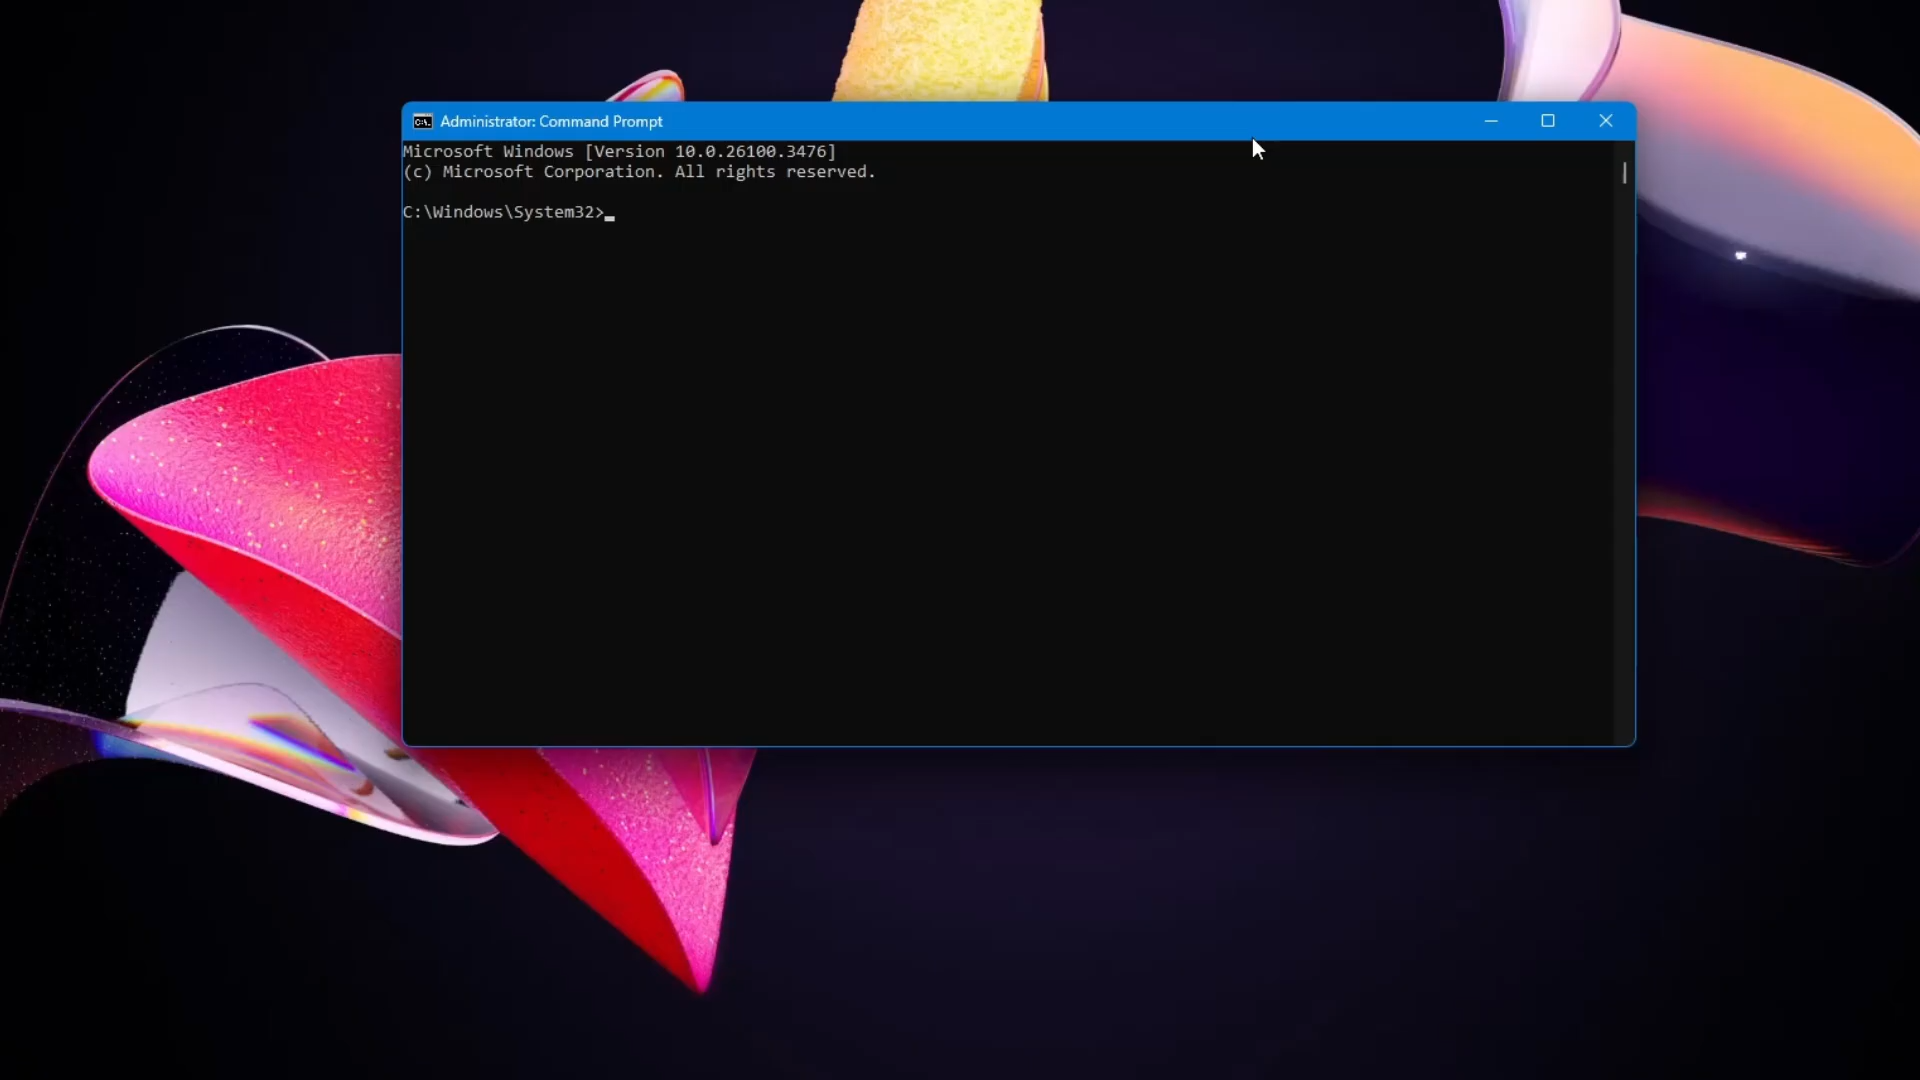 Administrator: Command Prompt
Microsoft Windows [Version 10.0.26100.3476]
(c) Microsoft Corporation. All rights reserved.
C:\Windows\System32>